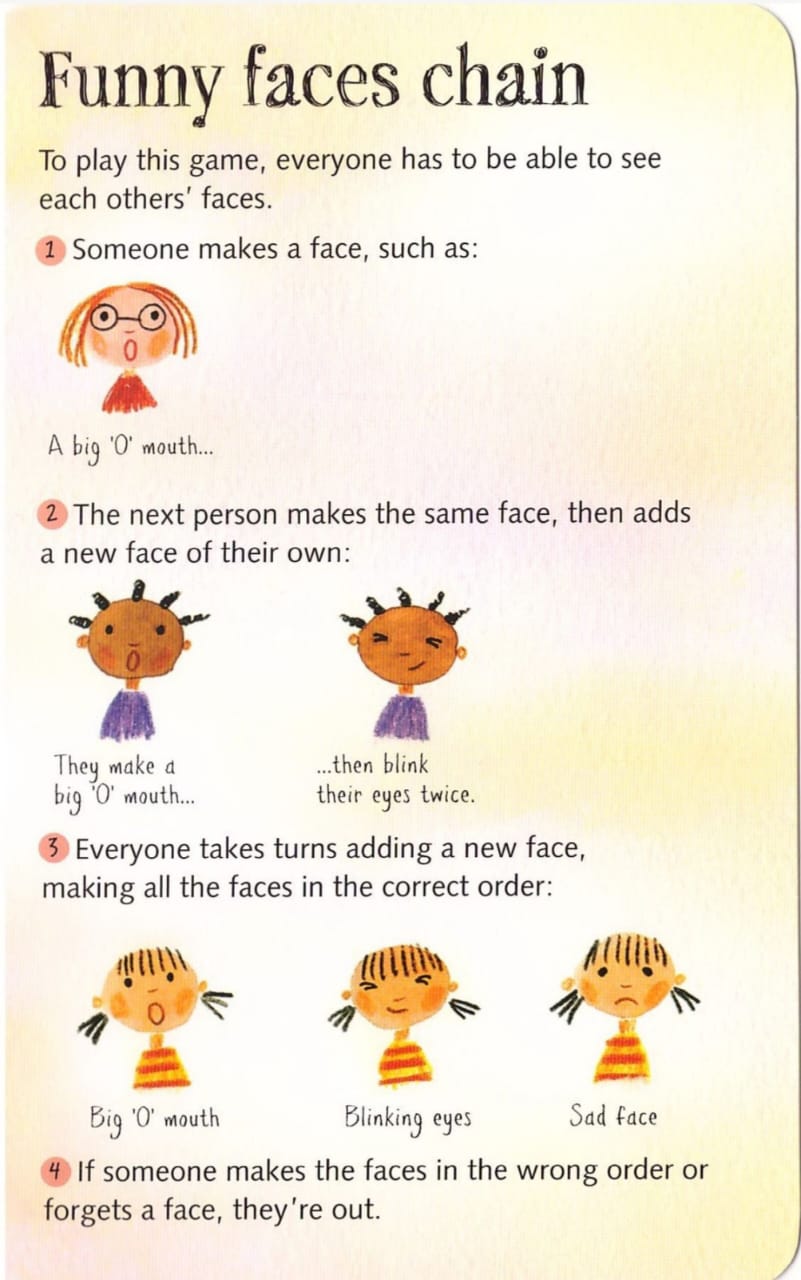 Funny faces chain
To play this game, everyone has to be able to see
each others' faces.
1 Someone makes a face, such as:
A big 'O' mouth...
2 The next person makes the same face, then adds
a new face of their own:
They make a
big 'O' mouth...
...then blink
their eyes twice.
3 Everyone takes turns adding a new face,
making all the faces in the correct order:
Big 'O' mouth
Blinking eyes
Sad face
4 If someone makes the faces in the wrong order or
forgets a face, they're out.